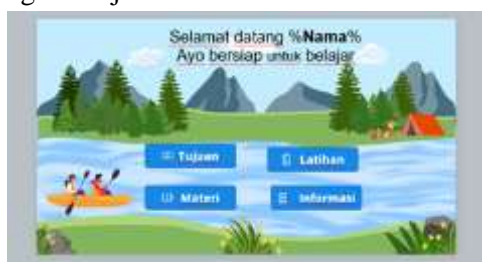 Selamat datang %Nama%
Ayo bersiap untuk belajar
Tujuan
Latihan
Materi
Informasi